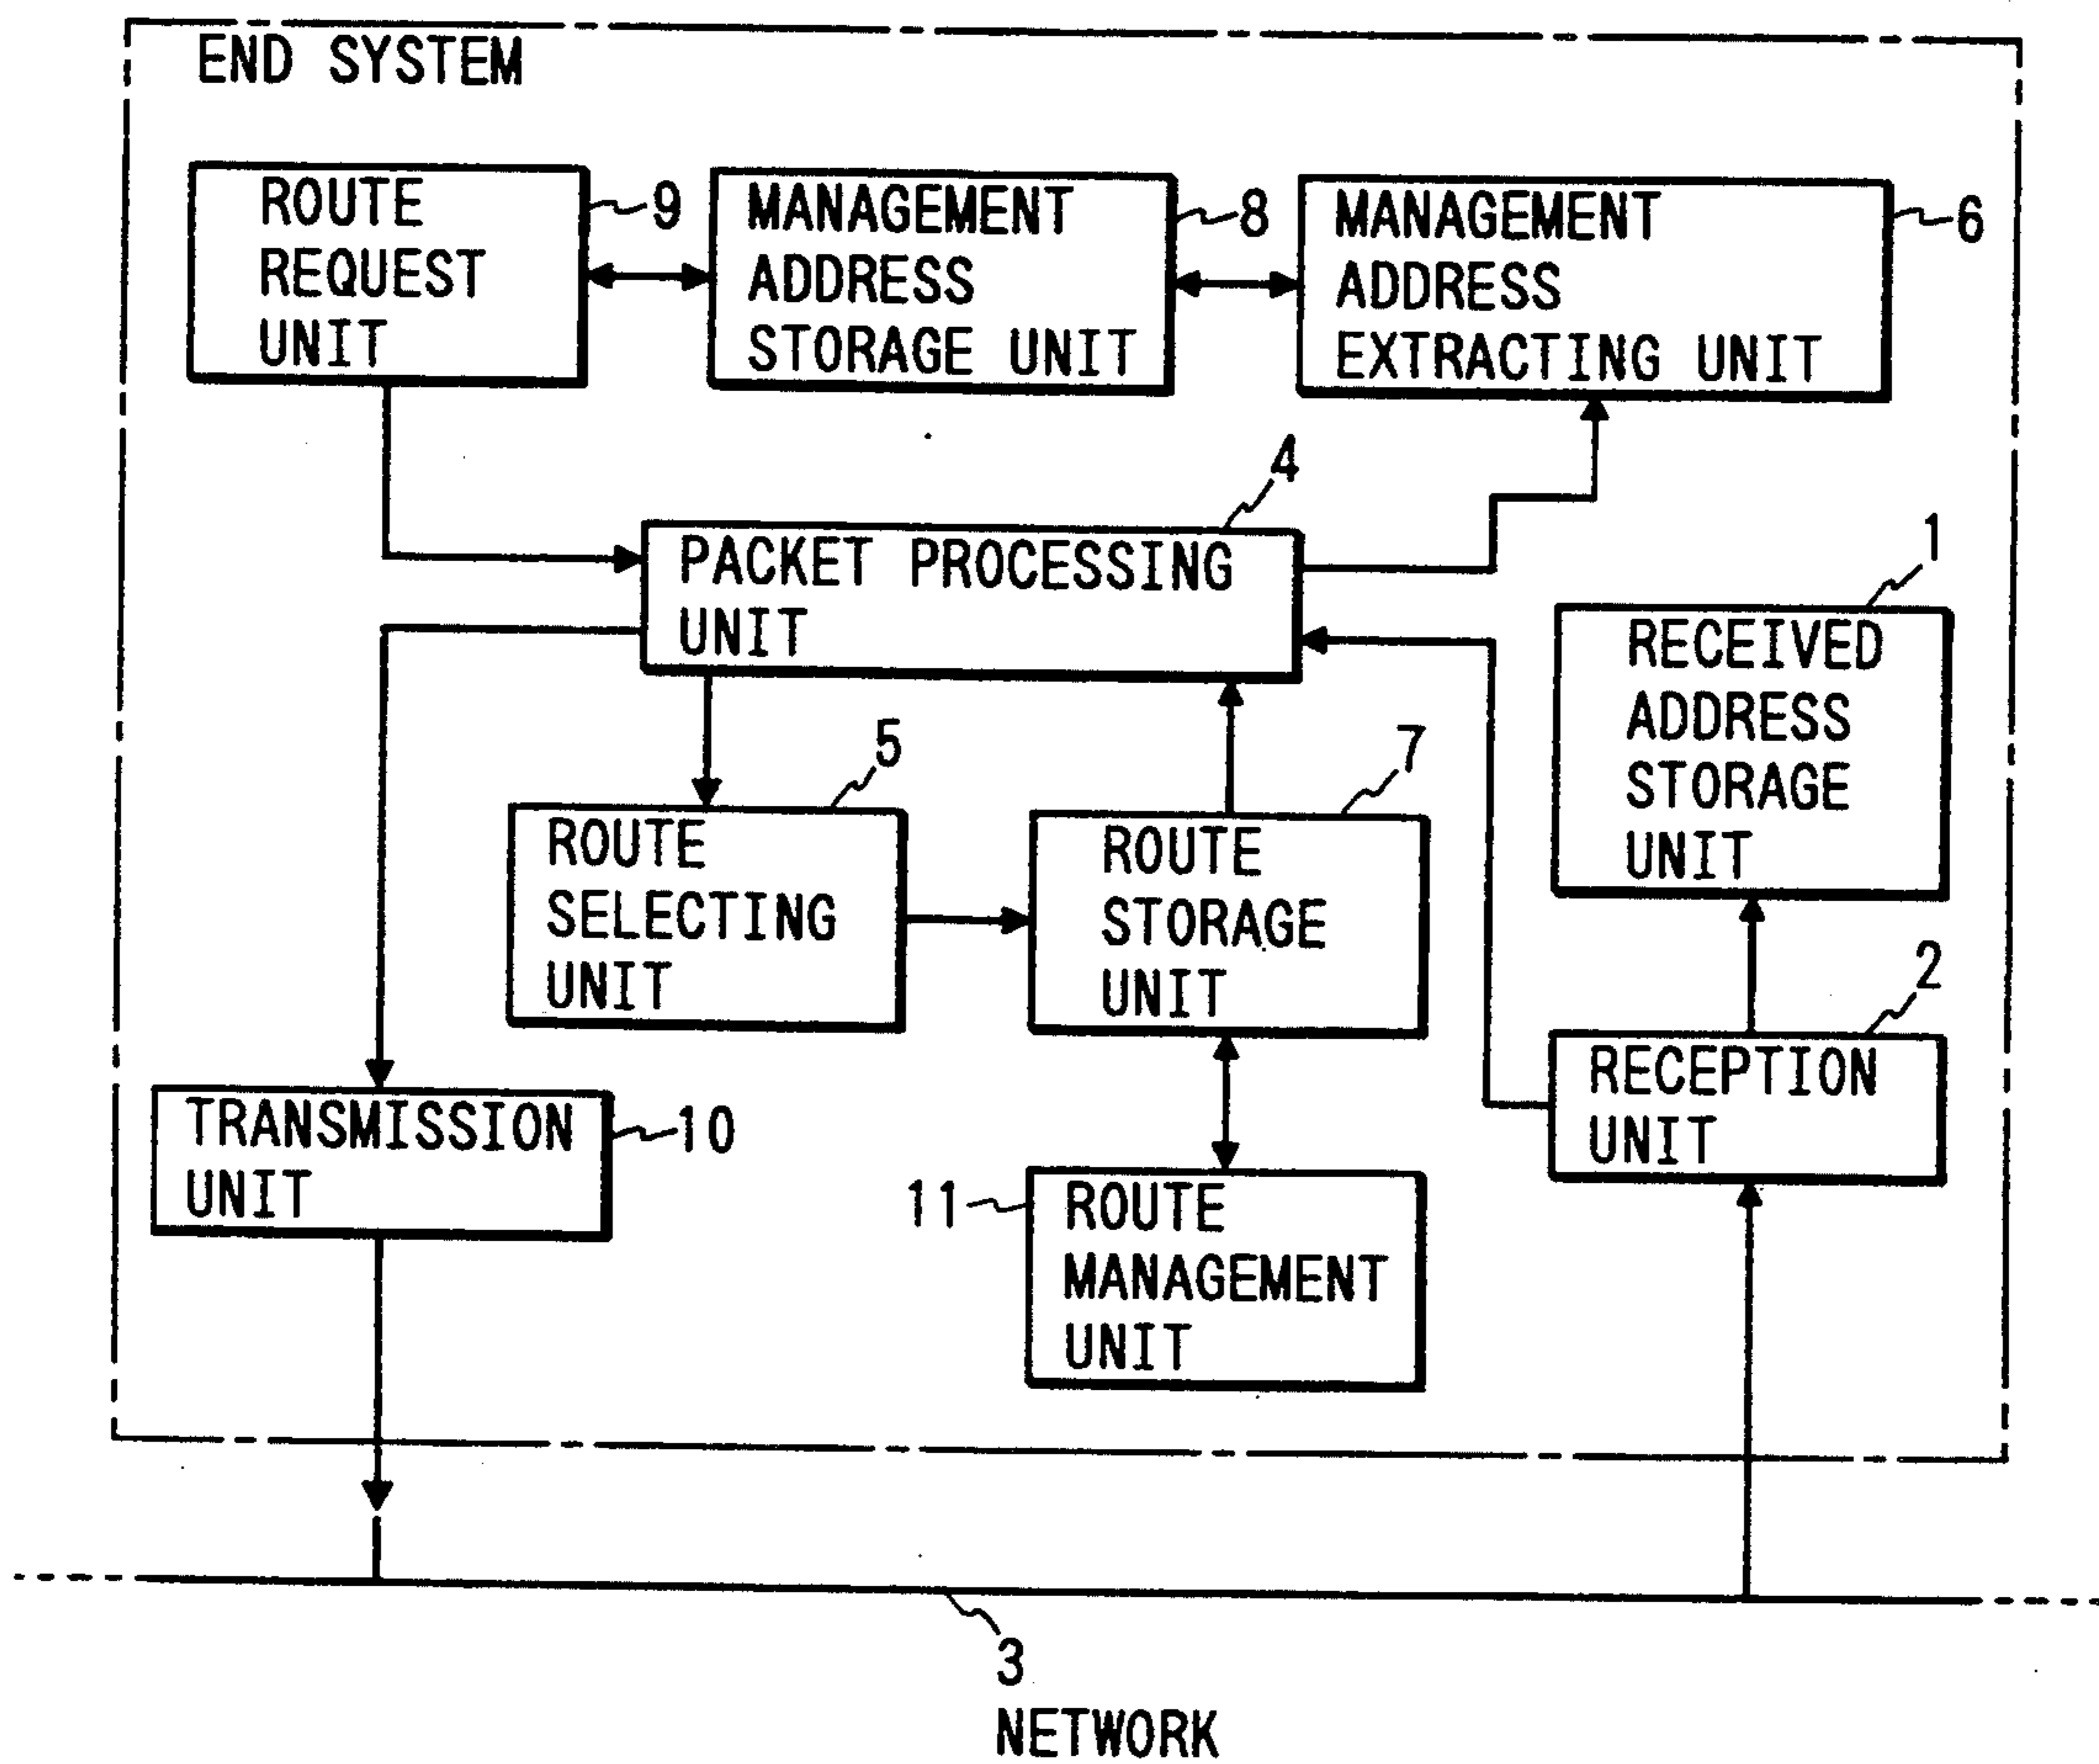 END SYSTEM
ROUTE
REQUEST
UNIT
9
MANAGEMENT
ADDRESS
STORAGE UNIT
8
MANAGEMENT
ADDRESS
EXTRACTING UNIT
6
4
PACKET PROCESSING
UNIT
1
RECEIVED
ADDRESS
STORAGE
UNIT
5
ROUTE
SELECTING
UNIT
7
ROUTE
STORAGE
UNIT
2
RECEPTION
UNIT
TRANSMISSION
UNIT
10
11
ROUTE
MANAGEMENT
UNIT
3
NETWORK